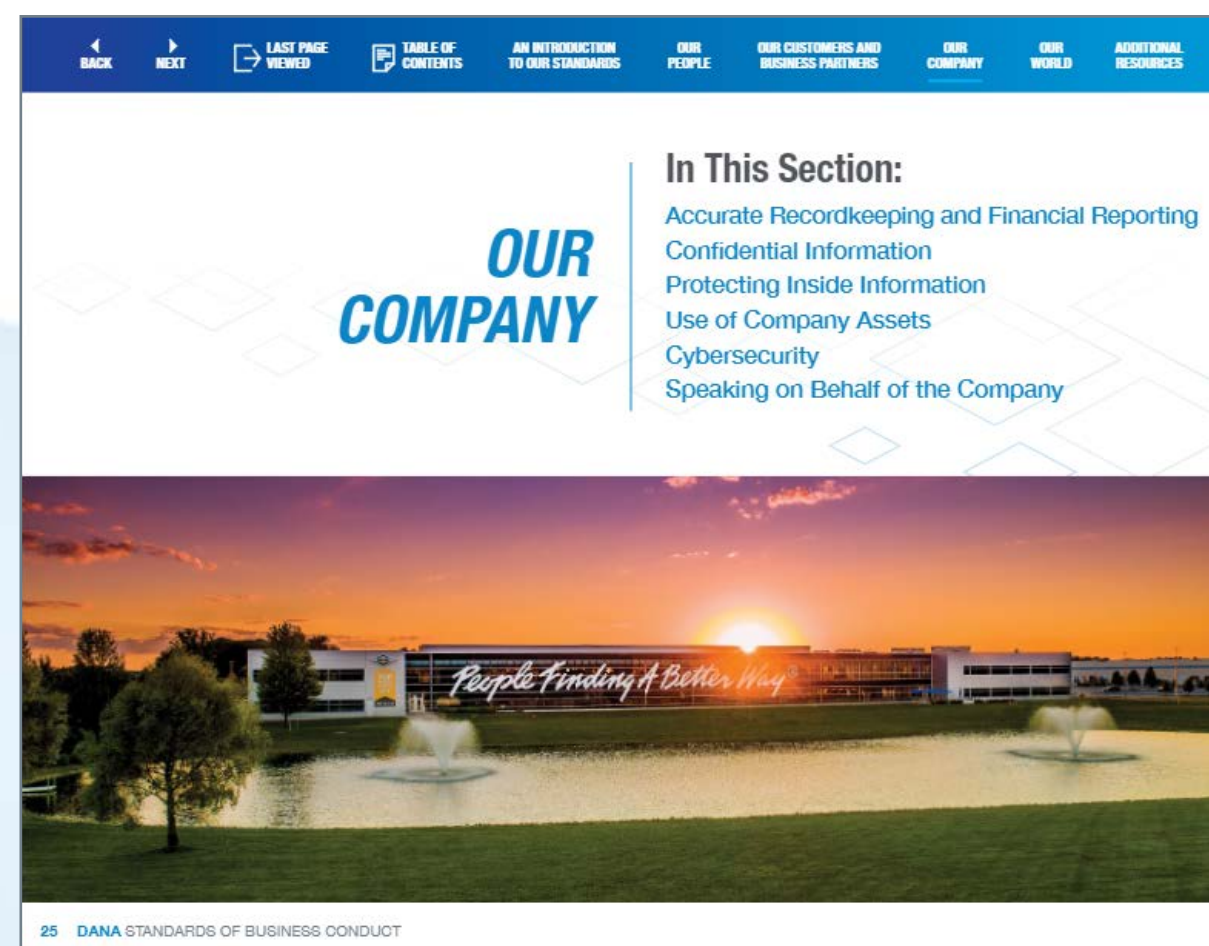 BACK
NEXT
LAST PAGE
VIEWED
TABLE OF
CONTENTS
AN INTRODUCTION
TO OUR STANDARDS
OUR
PEOPLE
OUR CUSTOMERS AND
BUSINESS PARTNERS
OUR
COMPANY
OUR
WORLD
ADDITIONAL
RESOURCES
OUR
COMPANY
In This Section:
Accurate Recordkeeping and Financial Reporting
Confidential Information
Protecting Inside Information
Use of Company Assets
Cybersecurity
Speaking on Behalf of the Company
People Finding A Better Way®
25 DANA STANDARDS OF BUSINESS CONDUCT